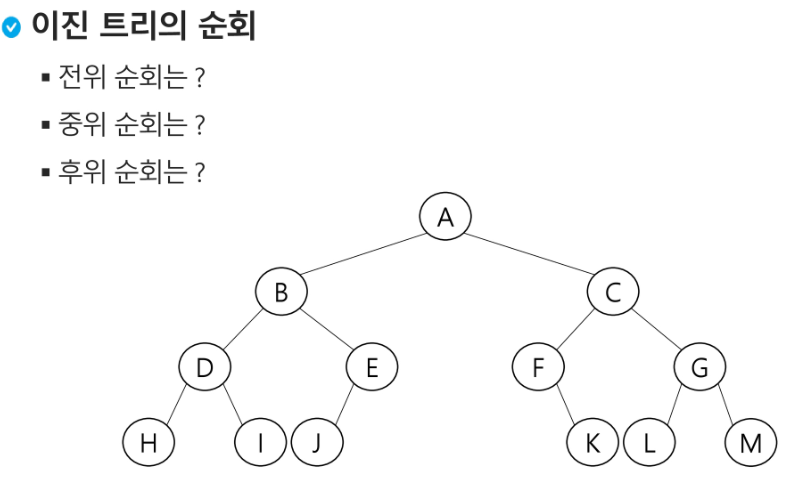 이진 트리의 순회
▪ 전위 순회는 ?
▪ 중위 순회는 ?
▪ 후위 순회는 ?
A
B C
D E F G
H I J K L M